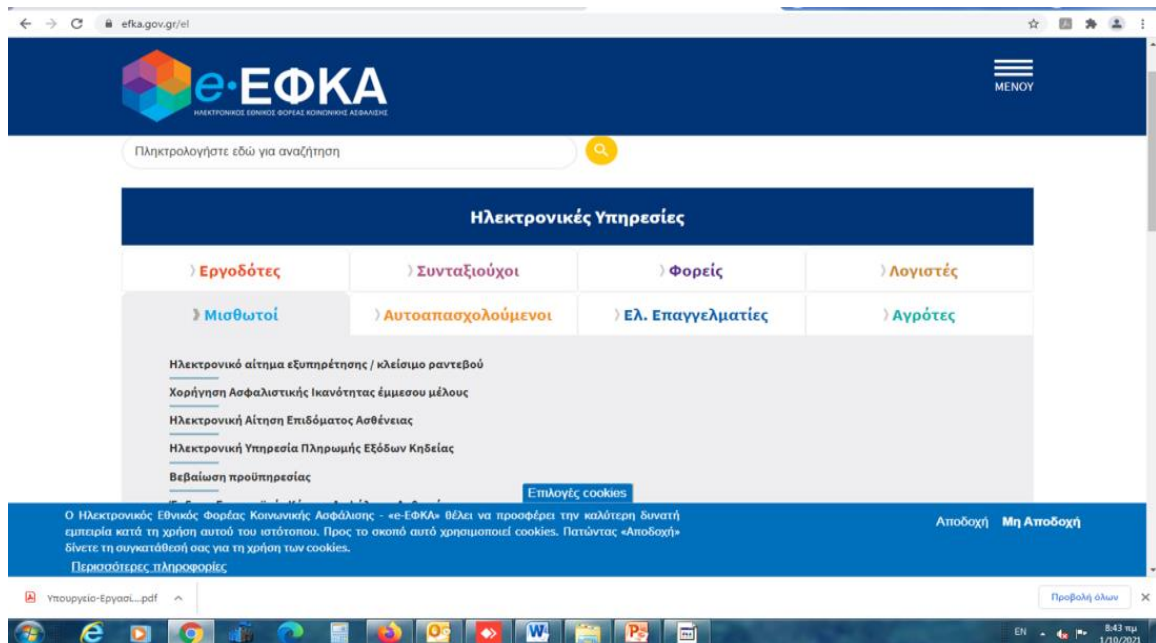 efka.gov.gr/el
e-ΕΦΚΑ
ΗΛΕΚΤΡΟΝΙΚΟΣ ΕΘΝΙΚΟΣ ΦΟΡΕΑΣ ΚΟΙΝΩΝΙΚΗΣ ΑΣΦΑΛΙΣΗΣ
ΜΕΝΟΥ
Πληκτρολογήστε εδώ για αναζήτηση
Ηλεκτρονικές Υπηρεσίες
Εργοδότες
Συνταξιούχοι
Φορείς
Λογιστές
Μισθωτοί
Αυτοαπασχολούμενοι
Ελ. Επαγγελματίες
Αγρότες
Ηλεκτρονικό αίτημα εξυπηρέτησης / κλείσιμο ραντεβού
Χορήγηση Ασφαλιστικής Ικανότητας έμμεσου μέλους
Ηλεκτρονική Αίτηση Επιδόματος Ασθένειας
Ηλεκτρονική Υπηρεσία Πληρωμής Εξόδων Κηδείας
Βεβαίωση προϋπηρεσίας
Επιλογές cookies
Ο Ηλεκτρονικός Εθνικός Φορέας Κοινωνικής Ασφάλισης - «e-ΕΦΚΑ» θέλει να προσφέρει την καλύτερη δυνατή
εμπειρία κατά τη χρήση αυτού του ιστότοπου. Προς το σκοπό αυτό χρησιμοποιεί cookies. Πατώντας «Αποδοχή»
δίνετε τη συγκατάθεσή σας για τη χρήση των cookies.
Αποδοχή
Μη Αποδοχή
Περισσότερες πληροφορίες
Υπουργείο-Εργασί....pdf
Προβολή όλων
EN
8:43 πμ
1/10/2021